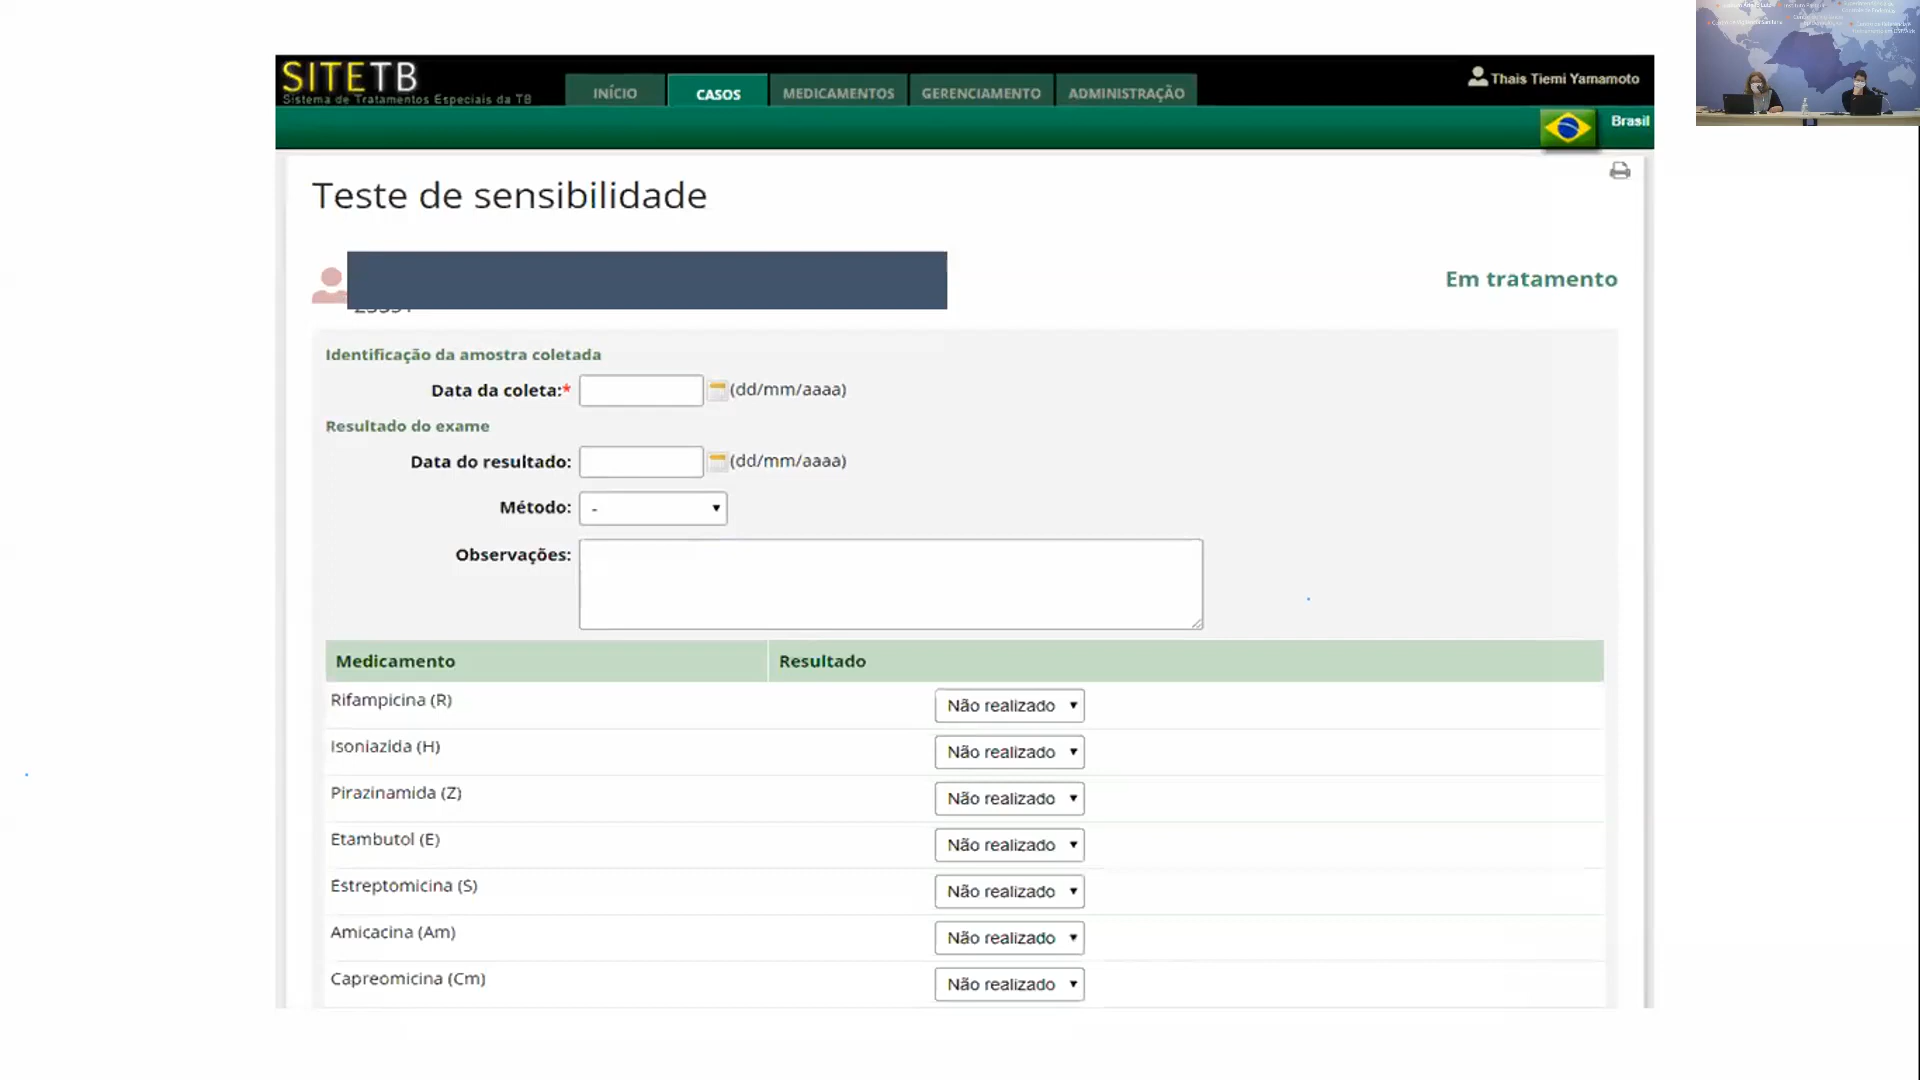 SITETB
Sistema de Tratamentos Especiais da TB
INÍCIO
CASOS
MEDICAMENTOS
GERENCIAMENTO
ADMINISTRAÇÃO
Thais Tiemi Yamamoto
Brasil
Teste de sensibilidade
Em tratamento
Identificação da amostra coletada
Data da coleta:* (dd/mm/aaaa)
Resultado do exame
Data do resultado: (dd/mm/aaaa)
Método: -
Observações:
Medicamento Resultado
Rifampicina (R) Não realizado
Isoniazida (H) Não realizado
Pirazinamida (Z) Não realizado
Etambutol (E) Não realizado
Estreptomicina (S) Não realizado
Amicacina (Am) Não realizado
Capreomicina (Cm) Não realizado